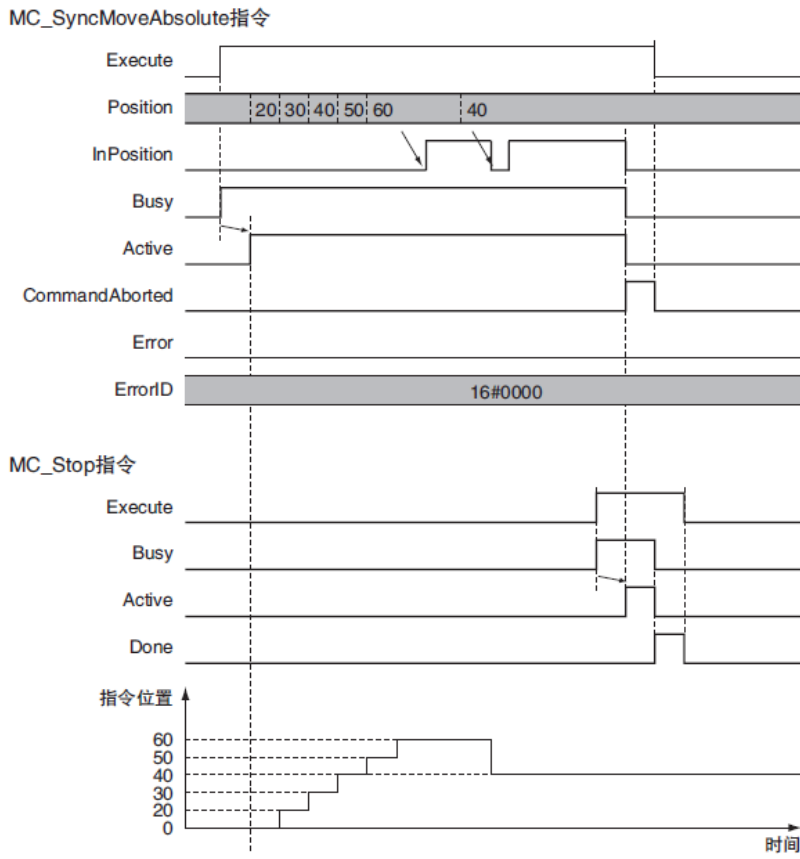 MC_SyncMoveAbsolute指令
Execute
Position 20 30 40 50 60 40
InPosition
Busy
Active
CommandAborted
Error
ErrorID 16#0000
MC_Stop指令
Execute
Busy
Active
Done
指令位置
60
50
40
30
20
0
时间